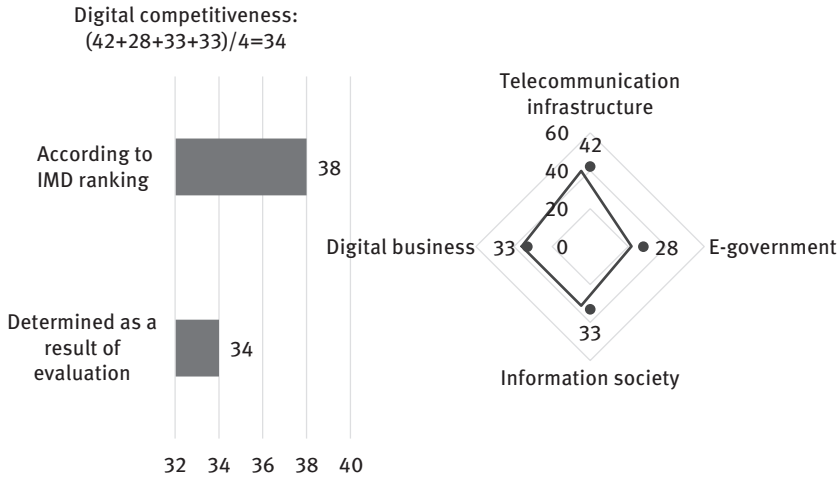 Digital competitiveness:
(42+28+33+33)/4=34
According to
IMD ranking
38
Determined as a
result of
evaluation
34
32 34 36 38 40
Telecommunication
infrastructure
60
42
40
20
Digital business 33 0 28 E-government
33
Information society